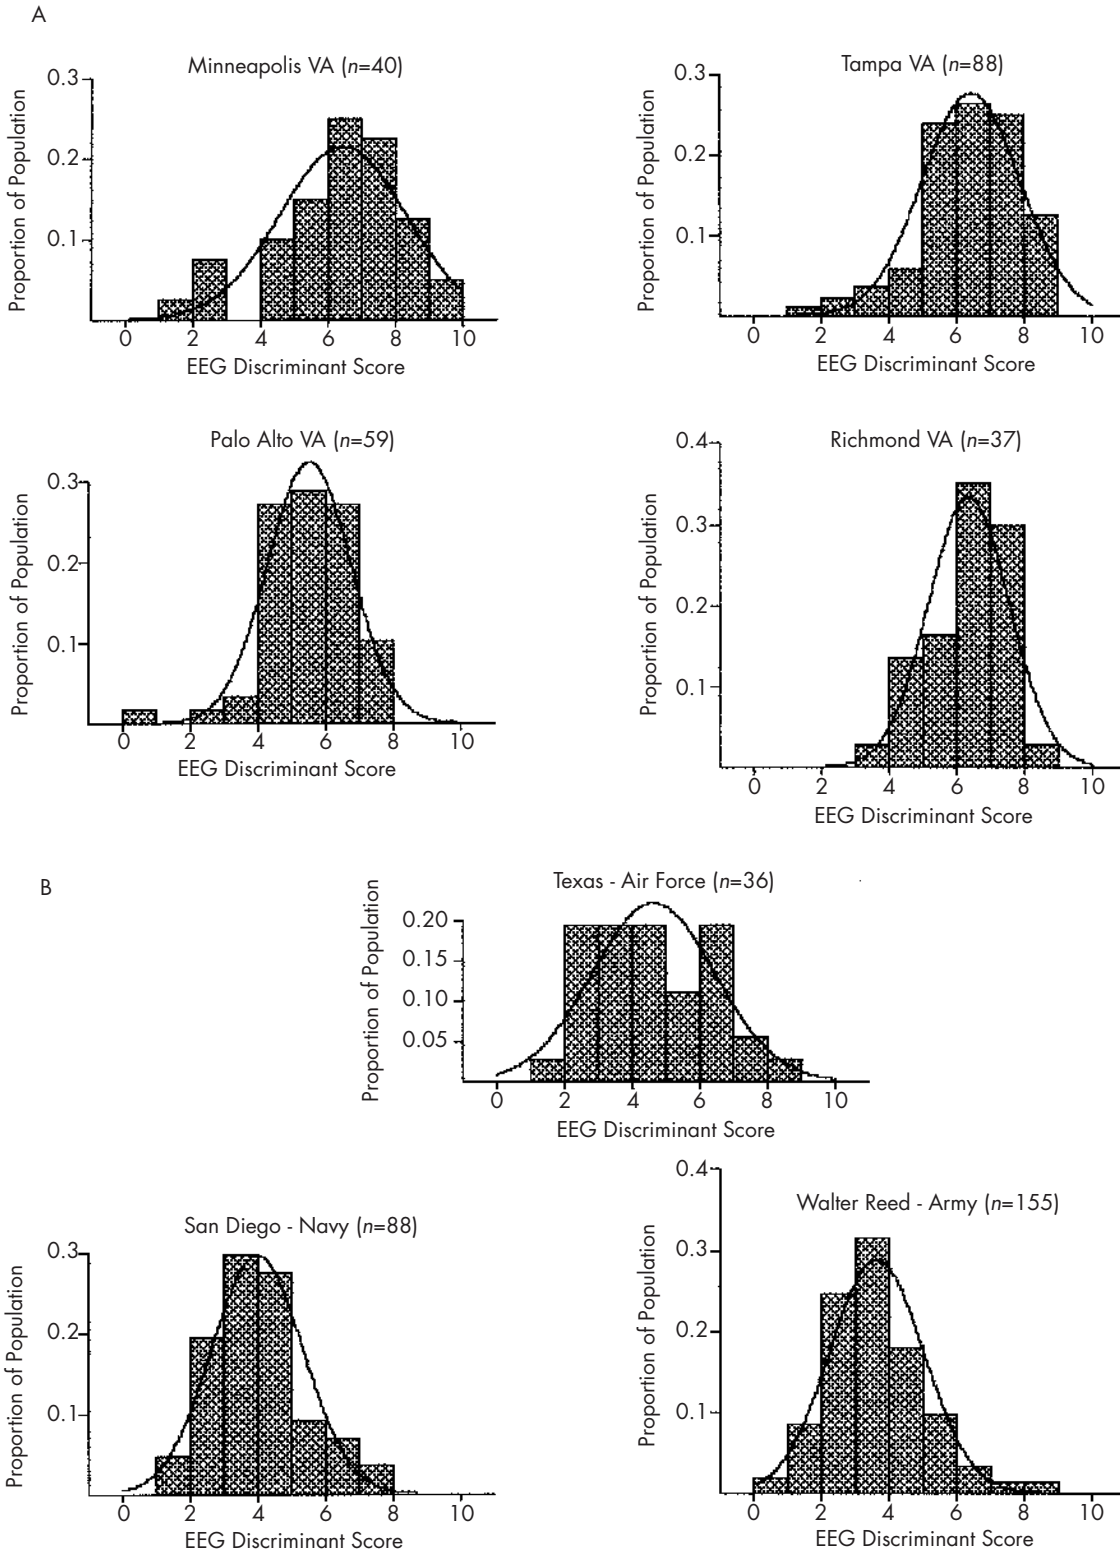 A
Minneapolis VA (n=40)
0.3
0.2
0.1
Proportion of Population
0 2 4 6 8 10
EEG Discriminant Score
Tampa VA (n=88)
0.3
0.2
0.1
Proportion of Population
0 2 4 6 8 10
EEG Discriminant Score
Palo Alto VA (n=59)
0.3
0.2
0.1
Proportion of Population
0 2 4 6 8 10
EEG Discriminant Score
Richmond VA (n=37)
0.4
0.3
0.2
0.1
Proportion of Population
0 2 4 6 8 10
EEG Discriminant Score
B
Texas - Air Force (n=36)
0.20
0.15
0.10
0.05
Proportion of Population
0 2 4 6 8 10
EEG Discriminant Score
San Diego - Navy (n=88)
0.3
0.2
0.1
Proportion of Population
0 2 4 6 8 10
EEG Discriminant Score
Walter Reed - Army (n=155)
0.4
0.3
0.2
0.1
Proportion of Population
0 2 4 6 8 10
EEG Discriminant Score